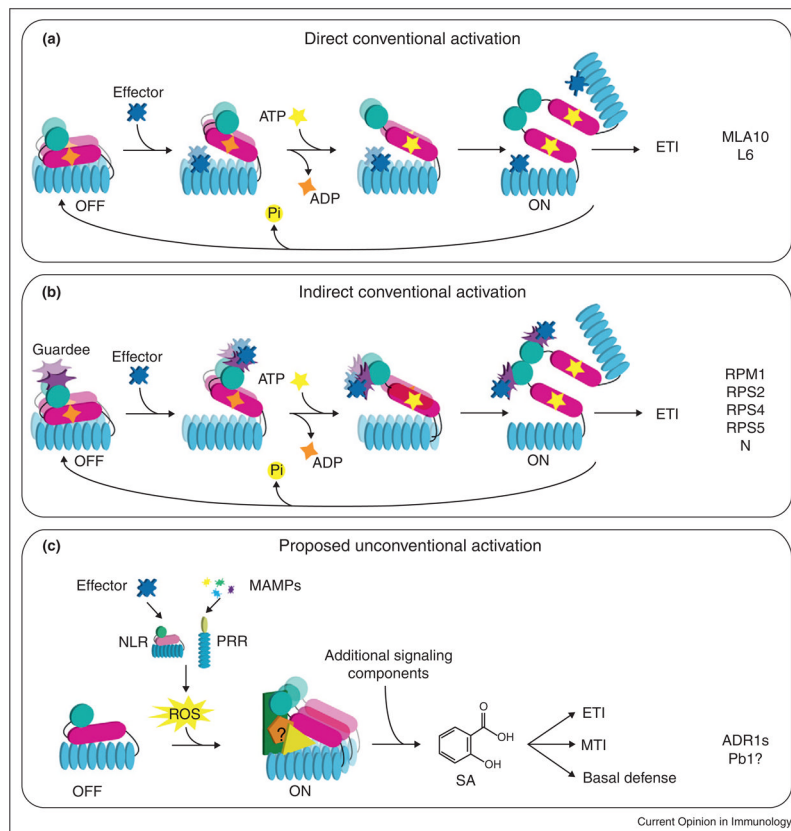 (a) Direct conventional activation
Effector
ATP
ADP
Pi
OFF
ON
ETI
MLA10
L6
(b) Indirect conventional activation
Guardee
Effector
ATP
ADP
Pi
OFF
ON
ETI
RPM1
RPS2
RPS4
RPS5
N
(c) Proposed unconventional activation
Effector
MAMPs
NLR
PRR
ROS
Additional signaling
components
?
OFF
ON
O
OH
OH
SA
ETI
MTI
Basal defense
ADR1s
Pb1?
Current Opinion in Immunology